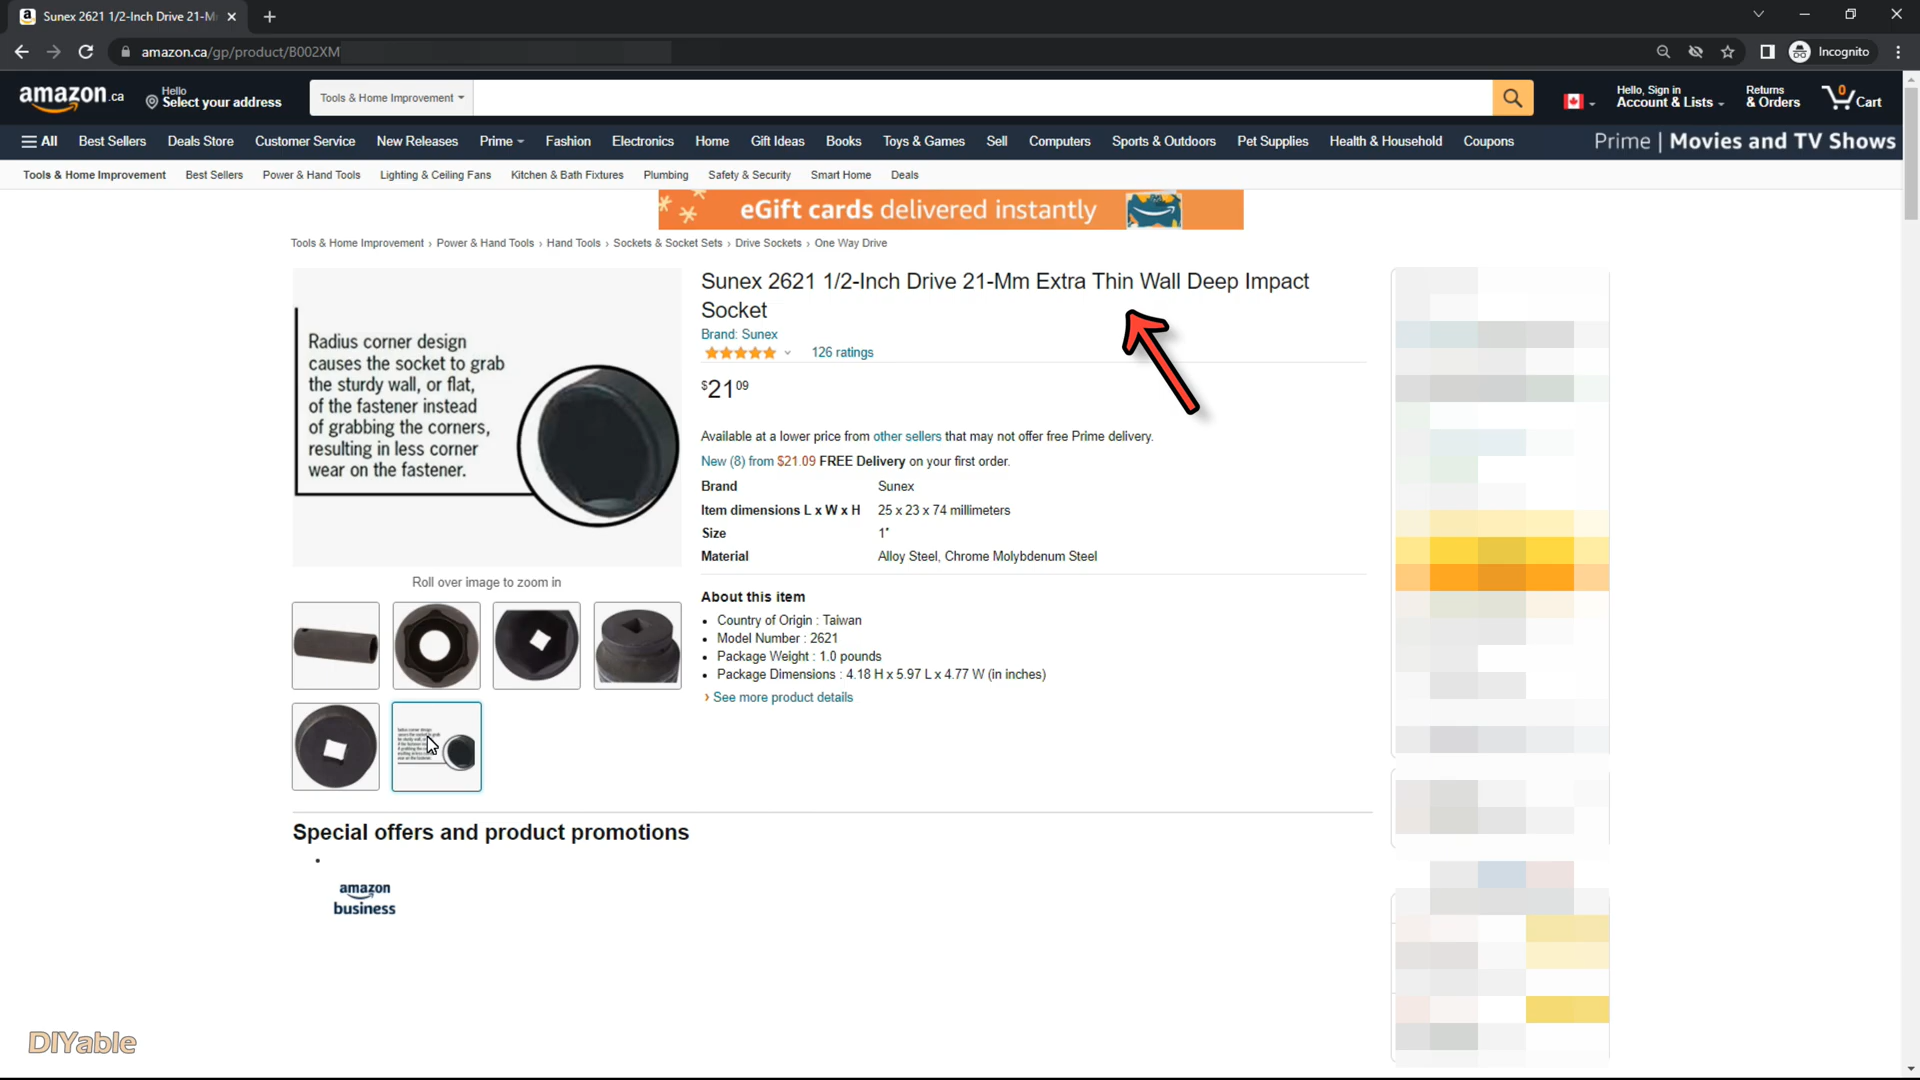 Sunex 2621 1/2-Inch Drive 21-M
amazon.ca/gp/product/B002XM
Incognito
amazon.ca
Hello
Select your address
Tools & Home Improvement
Hello, Sign in
Account & Lists
Returns
& Orders
0
Cart
All
Best Sellers
Deals Store
Customer Service
New Releases
Prime
Fashion
Electronics
Home
Gift Ideas
Books
Toys & Games
Sell
Computers
Sports & Outdoors
Pet Supplies
Health & Household
Coupons
Prime | Movies and TV Shows
Tools & Home Improvement
Best Sellers
Power & Hand Tools
Lighting & Ceiling Fans
Kitchen & Bath Fixtures
Plumbing
Safety & Security
Smart Home
Deals
eGift cards delivered instantly
Tools & Home Improvement › Power & Hand Tools › Hand Tools › Sockets & Socket Sets › Drive Sockets › One Way Drive
Radius corner design
causes the socket to grab
the sturdy wall, or flat,
of the fastener instead
of grabbing the corners,
resulting in less corner
wear on the fastener.
Roll over image to zoom in
Sunex 2621 1/2-Inch Drive 21-Mm Extra Thin Wall Deep Impact
Socket
Brand: Sunex
126 ratings
$21 09
Available at a lower price from other sellers that may not offer free Prime delivery.
New (8) from $21.09 FREE Delivery on your first order.
Brand Sunex
Item dimensions L x W x H 25 x 23 x 74 millimeters
Size 1"
Material Alloy Steel, Chrome Molybdenum Steel
About this item
• Country of Origin : Taiwan
• Model Number : 2621
• Package Weight : 1.0 pounds
• Package Dimensions : 4.18 H x 5.97 L x 4.77 W (in inches)
› See more product details
Special offers and product promotions
•
amazon
business
DIYable